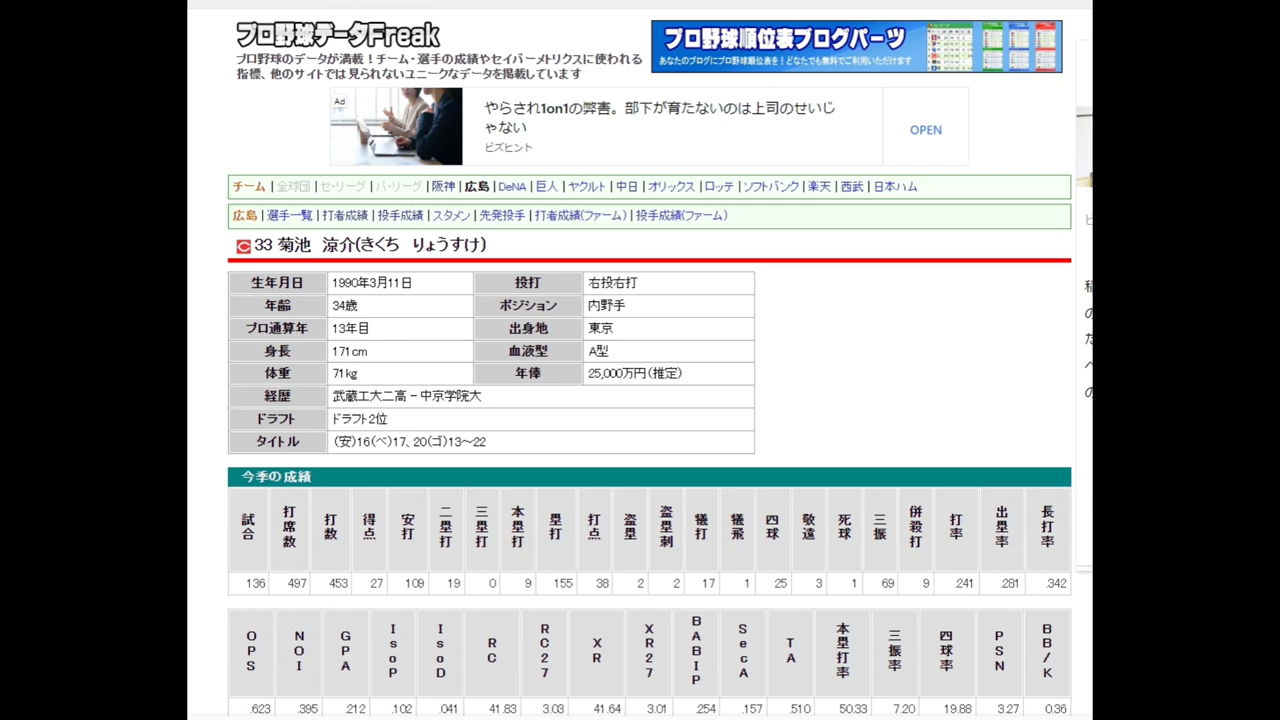 プロ野球データFreak
プロ野球のデータが満載！チーム・選手の成績やセイバーメトリクスに使われる
指標、他のサイトでは見られないユニークなデータを掲載しています
プロ野球順位表ブログパーツ
あなたのブログにプロ野球順位表を！どなたでも無料でご利用いただけます
Ad
やらされ1on1の弊害。部下が育たないのは上司のせいじ
ゃない
ビズヒント
OPEN
チーム | 全球団 | セ・リーグ | パ・リーグ | 阪神 | 広島 | DeNA | 巨人 | ヤクルト | 中日 | オリックス | ロッテ | ソフトバンク | 楽天 | 西武 | 日本ハム
広島 | 選手一覧 | 打者成績 | 投手成績 | スタメン | 先発投手 | 打者成績(ファーム) | 投手成績(ファーム)
33 菊池 涼介(きくち りょうすけ)
生年月日 1990年3月11日 投打 右投右打
年齢 34歳 ポジション 内野手
プロ通算年 13年目 出身地 東京
身長 171cm 血液型 A型
体重 71kg 年俸 25,000万円(推定)
経歴 武蔵工大二高 – 中京学院大
ドラフト ドラフト2位
タイトル (安)16(ベ)17、20(ゴ)13～22
今季の成績
試合 打席数 打数 得点 安打 二塁打 三塁打 本塁打 塁打 打点 盗塁 盗塁刺 犠打 犠飛 四球 敬遠 死球 三振 併殺打 打率 出塁率 長打率
136 497 453 27 109 19 0 9 155 38 2 2 17 1 25 3 1 69 9 .241 .281 .342
OPS NOI GPA IsoP IsoD RC RC27 XR XR27 BABIP SecA TA 本塁打率 三振率 四球率 PSN BB/K
.623 .395 .212 .102 .041 41.83 3.03 41.64 3.01 .254 .157 .510 50.33 7.20 19.88 3.27 0.36